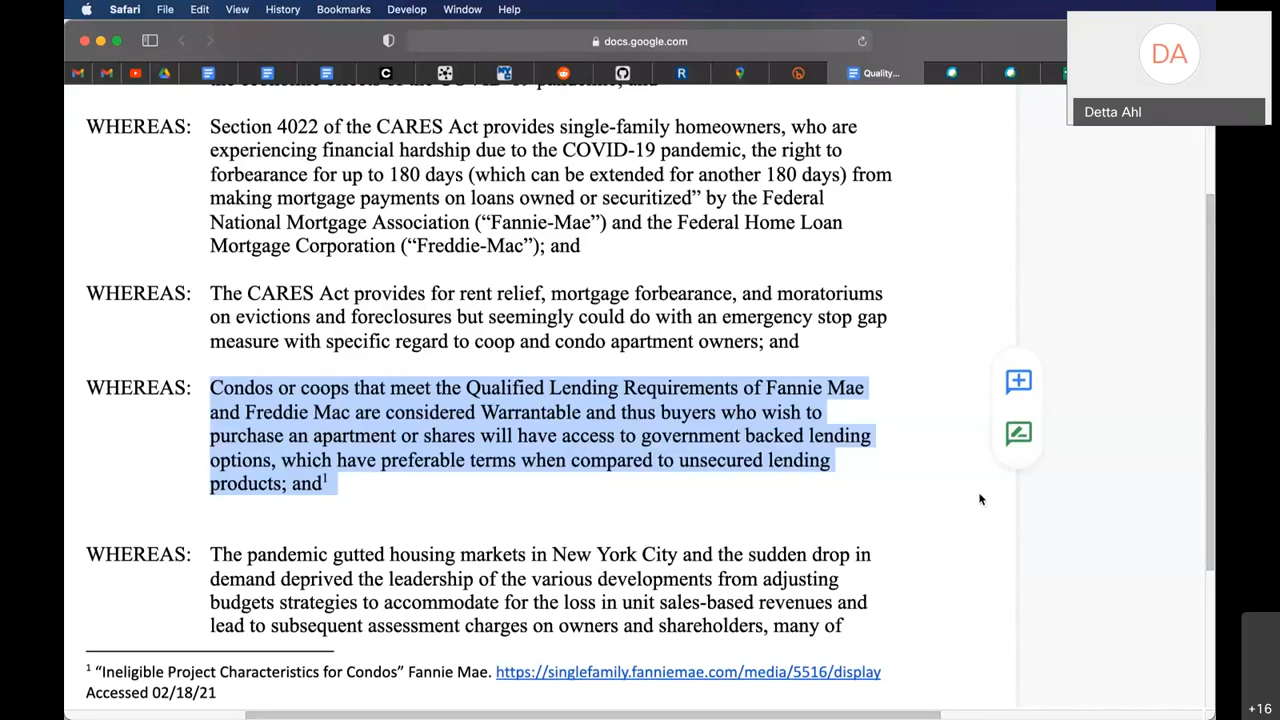 Safari File Edit View History Bookmarks Develop Window Help
docs.google.com
DA
Detta Ahl
C
R
Quality...
the economic effects of the COVID-19 pandemic; and
WHEREAS: Section 4022 of the CARES Act provides single-family homeowners, who are
experiencing financial hardship due to the COVID-19 pandemic, the right to
forbearance for up to 180 days (which can be extended for another 180 days) from
making mortgage payments on loans owned or securitized” by the Federal
National Mortgage Association (“Fannie-Mae”) and the Federal Home Loan
Mortgage Corporation (“Freddie-Mac”); and
WHEREAS: The CARES Act provides for rent relief, mortgage forbearance, and moratoriums
on evictions and foreclosures but seemingly could do with an emergency stop gap
measure with specific regard to coop and condo apartment owners; and
WHEREAS: Condos or coops that meet the Qualified Lending Requirements of Fannie Mae
and Freddie Mac are considered Warrantable and thus buyers who wish to
purchase an apartment or shares will have access to government backed lending
options, which have preferable terms when compared to unsecured lending
products; and¹
WHEREAS: The pandemic gutted housing markets in New York City and the sudden drop in
demand deprived the leadership of the various developments from adjusting
budgets strategies to accommodate for the loss in unit sales-based revenues and
lead to subsequent assessment charges on owners and shareholders, many of
¹ “Ineligible Project Characteristics for Condos” Fannie Mae. https://singlefamily.fanniemae.com/media/5516/display
Accessed 02/18/21
+16